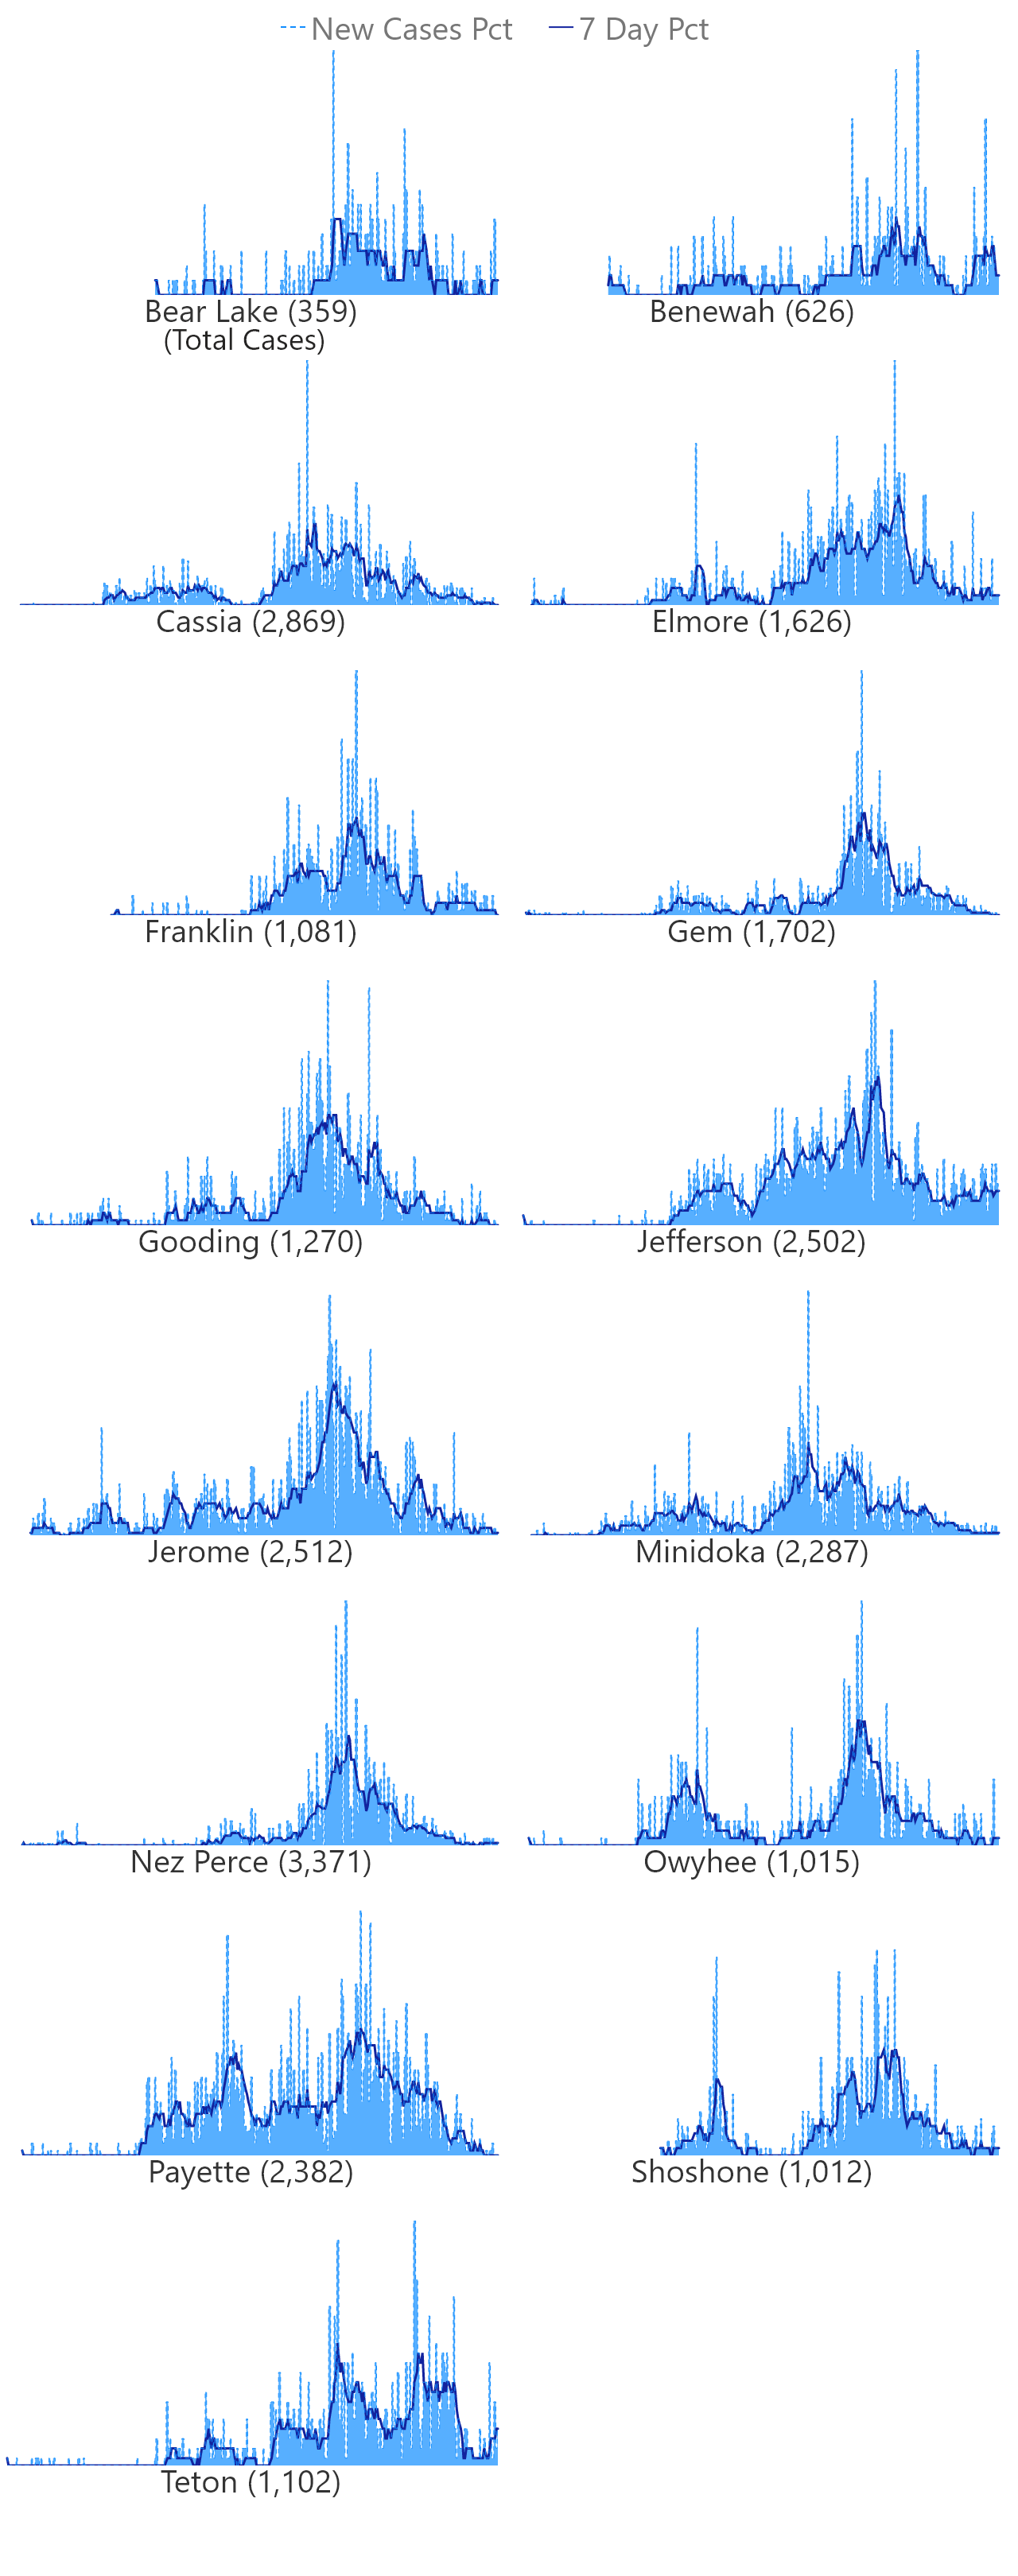 New Cases Pct 7 Day Pct
Bear Lake (359) Benewah (626)
(Total Cases)
Cassia (2,869) Elmore (1,626)
Franklin (1,081) Gem (1,702)
Gooding (1,270) Jefferson (2,502)
Jerome (2,512) Minidoka (2,287)
Nez Perce (3,371) Owyhee (1,015)
Payette (2,382) Shoshone (1,012)
Teton (1,102)